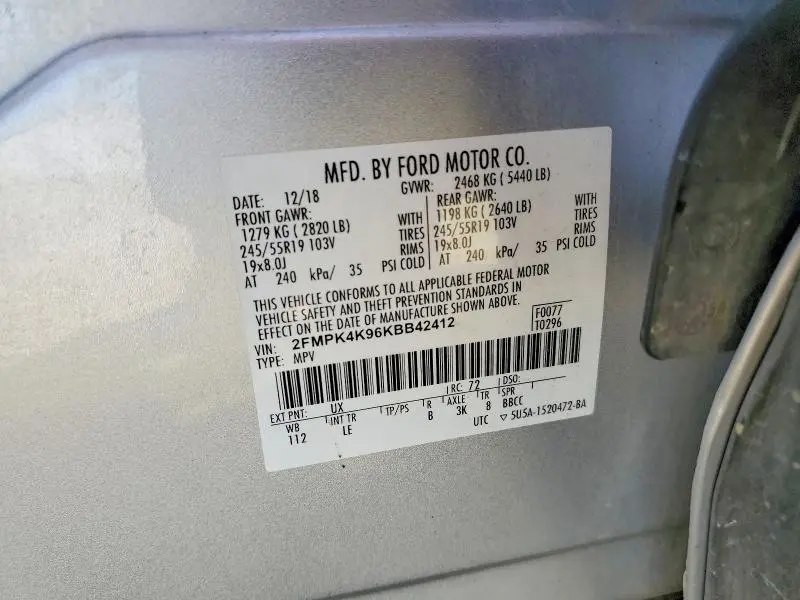 MFD. BY FORD MOTOR CO.
DATE: 12/18 GVWR: 2468 KG ( 5440 LB)
FRONT GAWR: REAR GAWR:
1279 KG ( 2820 LB) WITH 1198 KG ( 2640 LB) WITH
245/55R19 103V TIRES 245/55R19 103V TIRES
19x8.0J RIMS 19x8.0J RIMS
AT 240 kPa/ 35 PSI COLD AT 240 kPa/ 35 PSI COLD
THIS VEHICLE CONFORMS TO ALL APPLICABLE FEDERAL MOTOR
VEHICLE SAFETY AND THEFT PREVENTION STANDARDS IN
EFFECT ON THE DATE OF MANUFACTURE SHOWN ABOVE.
VIN: 2FMPK4K96KBB42412 F0077
TYPE: MPV T0296
EXT PNT: UX RC: 72 DSO:
WB INT TR TP/PS R AXLE TR SPR
112 LE B 3K 8 BBCC
UTC ▽ 5U5A-1520472-BA